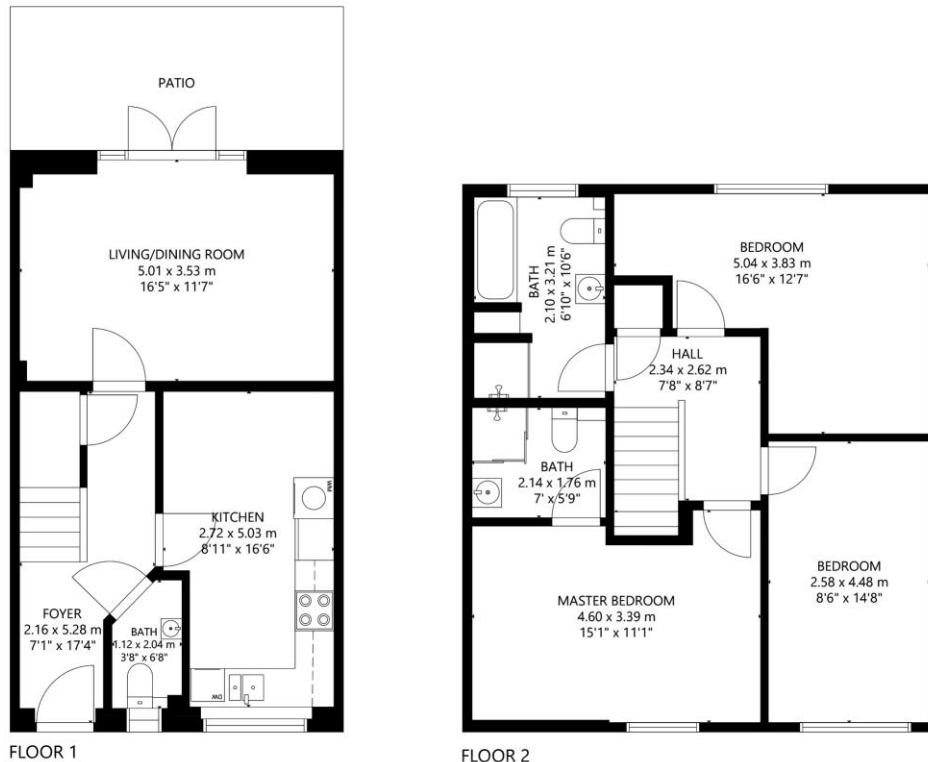 PATIO
LIVING/DINING ROOM
5.01 x 3.53 m
16'5" x 11'7"
KITCHEN
2.72 x 5.03 m
8'11" x 16'6"
WM
FOYER
2.16 x 5.28 m
7'1" x 17'4"
BATH
1.12 x 2.04 m
3'8" x 6'8"
DW
FLOOR 1
BATH
2.10 x 3.21 m
6'10" x 10'6"
BEDROOM
5.04 x 3.83 m
16'6" x 12'7"
HALL
2.34 x 2.62 m
7'8" x 8'7"
BATH
2.14 x 1.76 m
7' x 5'9"
MASTER BEDROOM
4.60 x 3.39 m
15'1" x 11'1"
BEDROOM
2.58 x 4.48 m
8'6" x 14'8"
FLOOR 2